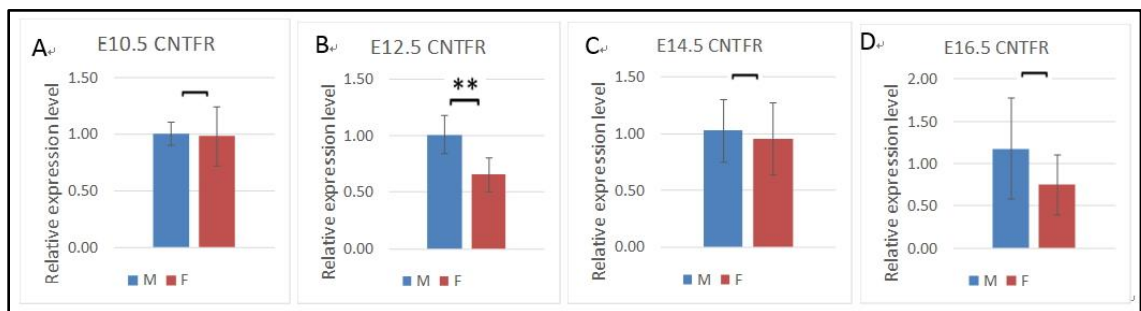 A
E10.5 CNTFR
Relative expression level
1.50
1.00
0.50
0.00
M F
B
E12.5 CNTFR
Relative expression level
1.50
1.00
0.50
0.00
**
M F
C
E14.5 CNTFR
Relative expression level
1.50
1.00
0.50
0.00
M F
D
E16.5 CNTFR
Relative expression level
2.00
1.50
1.00
0.50
0.00
M F